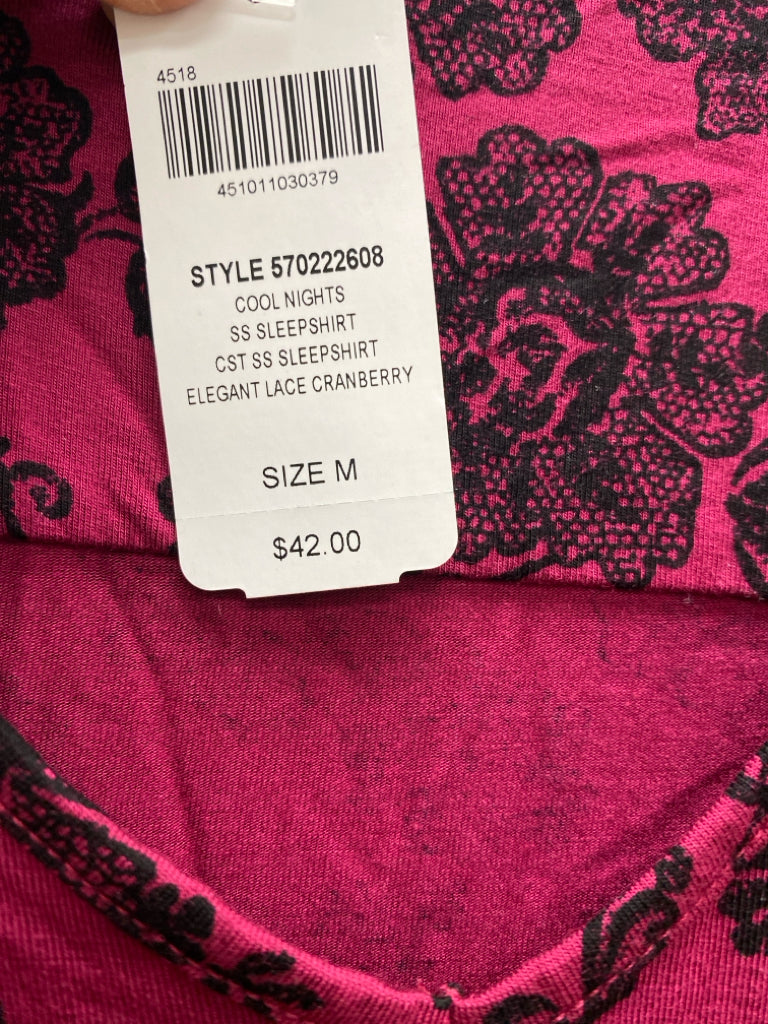 4518
451011030379
STYLE 570222608
COOL NIGHTS
SS SLEEPSHIRT
CST SS SLEEPSHIRT
ELEGANT LACE CRANBERRY
SIZE M
$42.00